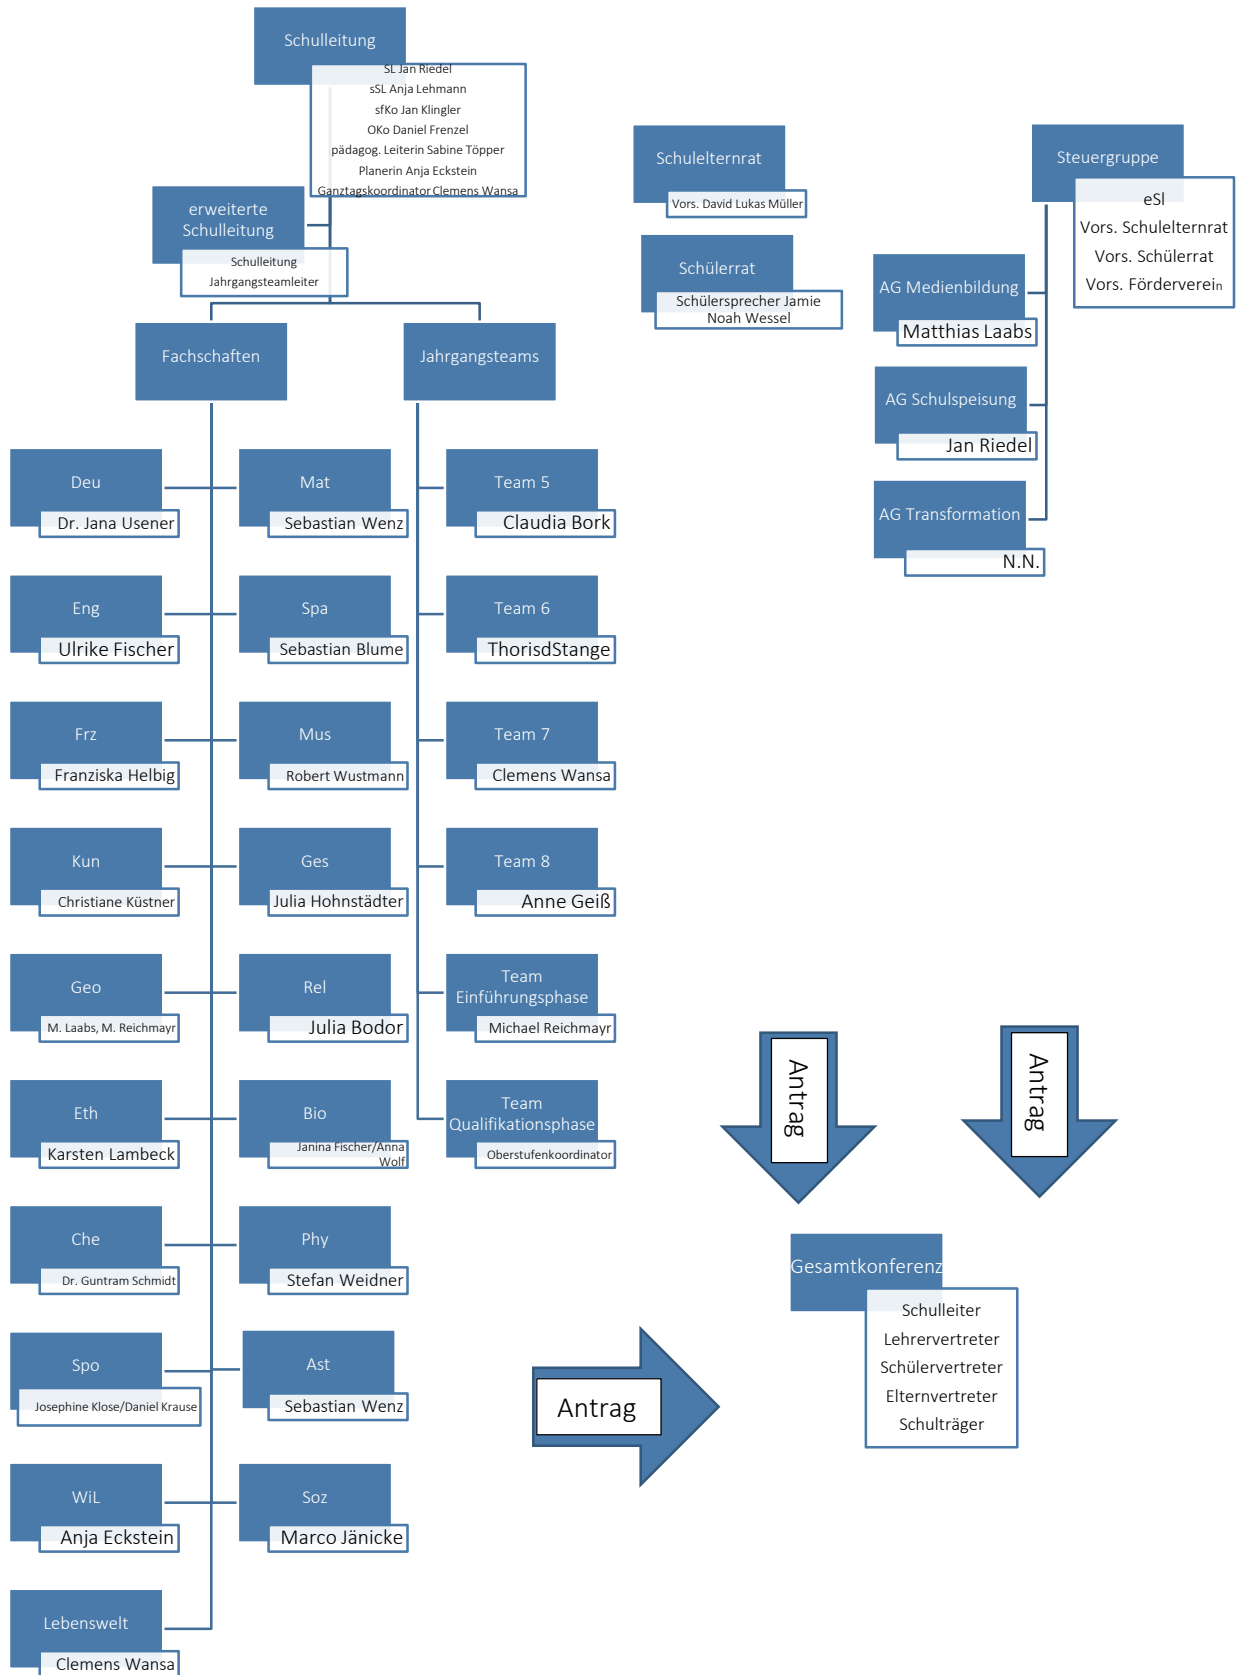 Schulleitung
SL Jan Riedel
sSL Anja Lehmann
sfKo Jan Klingler
OKo Daniel Frenzel
pädagog. Leiterin Sabine Töpper
Planerin Anja Eckstein
Ganztagskoordinator Clemens Wansa
erweiterte
Schulleitung
Schulleitung
Jahrgangsteamleiter
Schulelternrat
Vors. David Lukas Müller
Schülerrat
Schülersprecher Jamie
Noah Wessel
Steuergruppe
eSl
Vors. Schulelternrat
Vors. Schülerrat
Vors. Förderverein
AG Medienbildung
Matthias Laabs
AG Schulspeisung
Jan Riedel
AG Transformation
N.N.
Fachschaften
Jahrgangsteams
Deu
Dr. Jana Usener
Mat
Sebastian Wenz
Team 5
Claudia Bork
Eng
Ulrike Fischer
Spa
Sebastian Blume
Team 6
ThorisdStange
Frz
Franziska Helbig
Mus
Robert Wustmann
Team 7
Clemens Wansa
Kun
Christiane Küstner
Ges
Julia Hohnstädter
Team 8
Anne Geiß
Geo
M. Laabs, M. Reichmayr
Rel
Julia Bodor
Team
Einführungsphase
Michael Reichmayr
Eth
Karsten Lambeck
Bio
Janina Fischer/Anna
Wolf
Team
Qualifikationsphase
Oberstufenkoordinator
Che
Dr. Guntram Schmidt
Phy
Stefan Weidner
Spo
Josephine Klose/Daniel Krause
Ast
Sebastian Wenz
WiL
Anja Eckstein
Soz
Marco Jänicke
Lebenswelt
Clemens Wansa
Antrag
Antrag
Antrag
Gesamtkonferenz
Schulleiter
Lehrervertreter
Schülervertreter
Elternvertreter
Schulträger